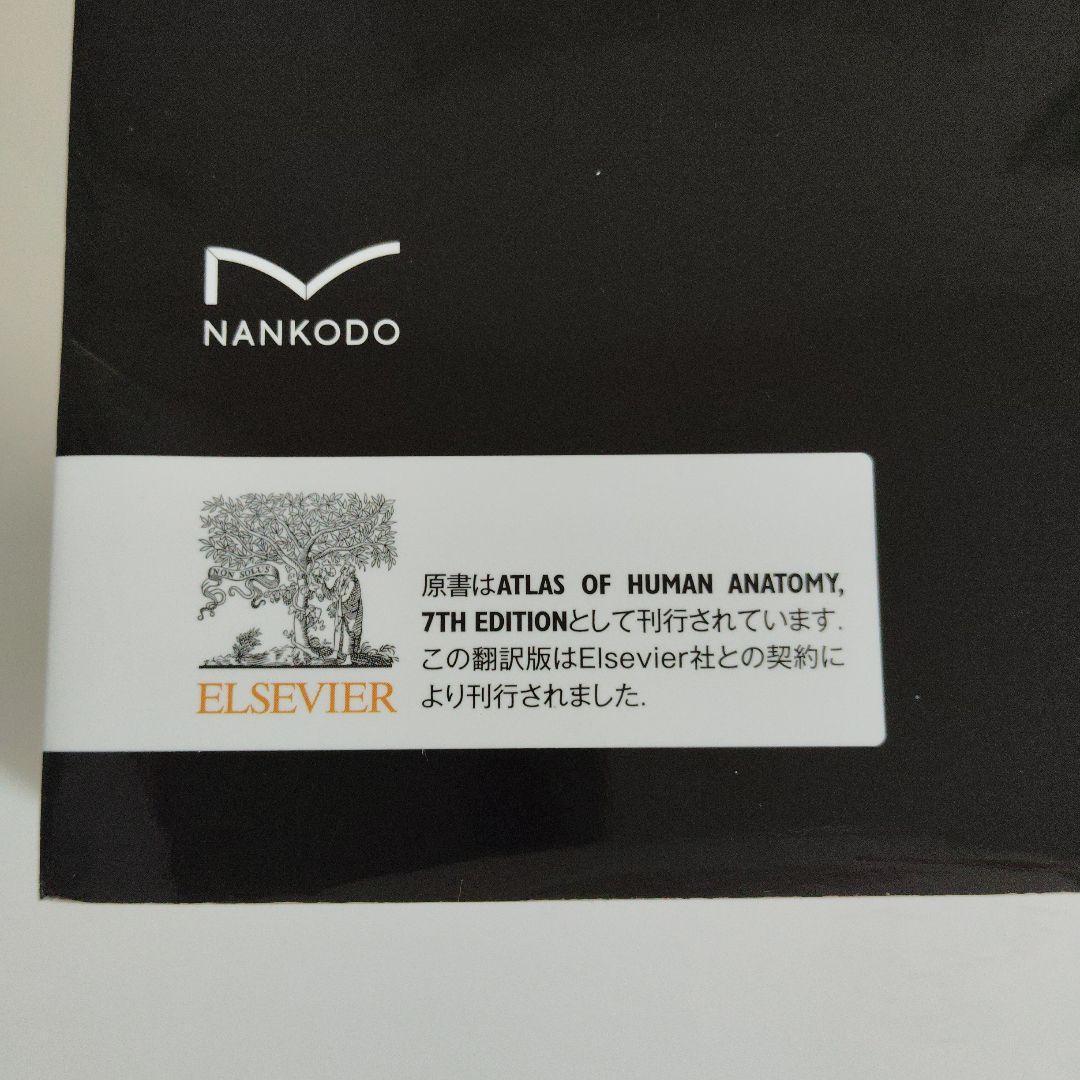 NANKODO
NON SOLUS
ELSEVIER
原書はATLAS OF HUMAN ANATOMY,
7TH EDITIONとして刊行されています.
この翻訳版はElsevier社との契約に
より刊行されました.